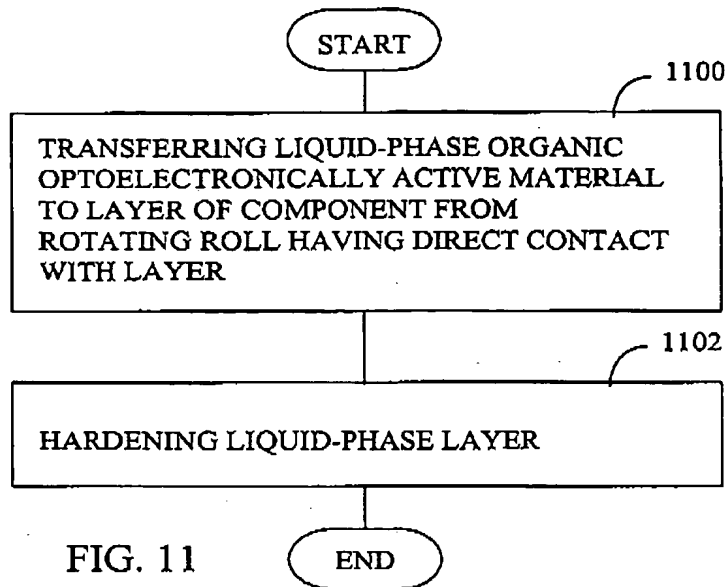 START
1100
TRANSFERRING LIQUID-PHASE ORGANIC
OPTOELECTRONICALLY ACTIVE MATERIAL
TO LAYER OF COMPONENT FROM
ROTATING ROLL HAVING DIRECT CONTACT
WITH LAYER
1102
HARDENING LIQUID-PHASE LAYER
FIG. 11
END